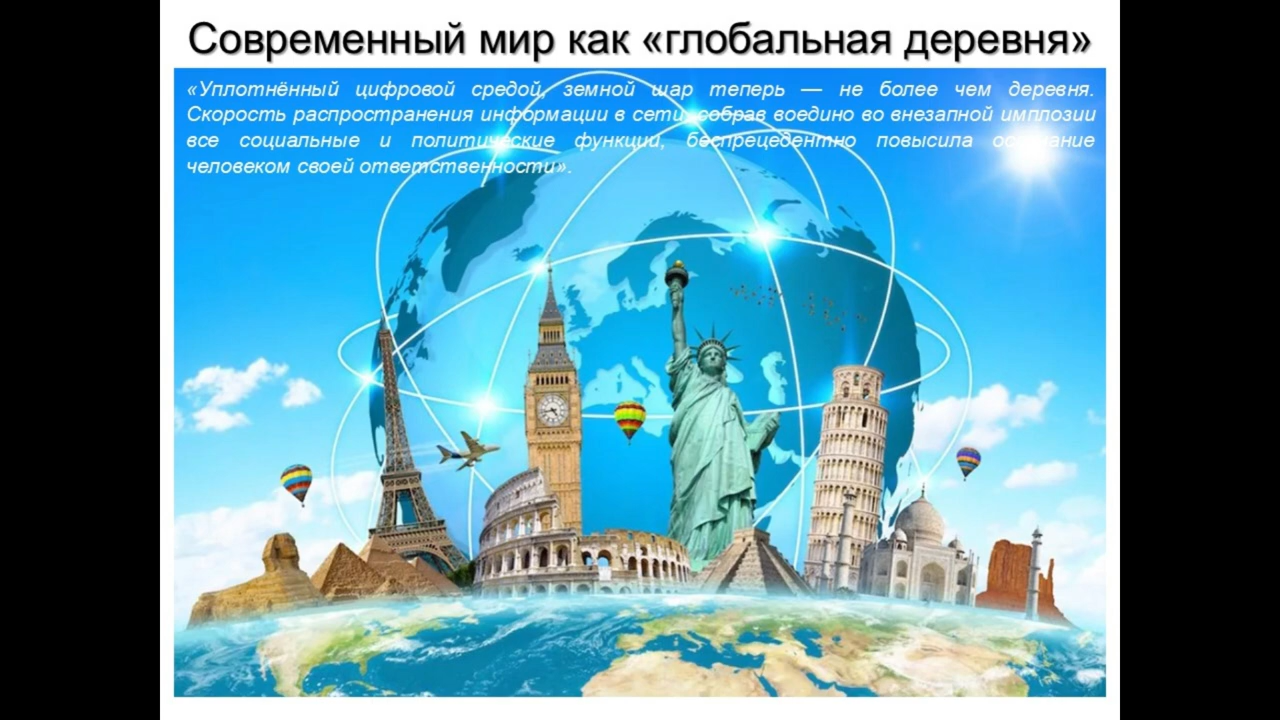 Современный мир как «глобальная деревня»
«Уплотнённый цифровой средой, земной шар теперь — не более чем деревня.
Скорость распространения информации в сети, собрав воедино во внезапной имплозии
все социальные и политические функции, беспрецедентно повысила осознание
человеком своей ответственности».